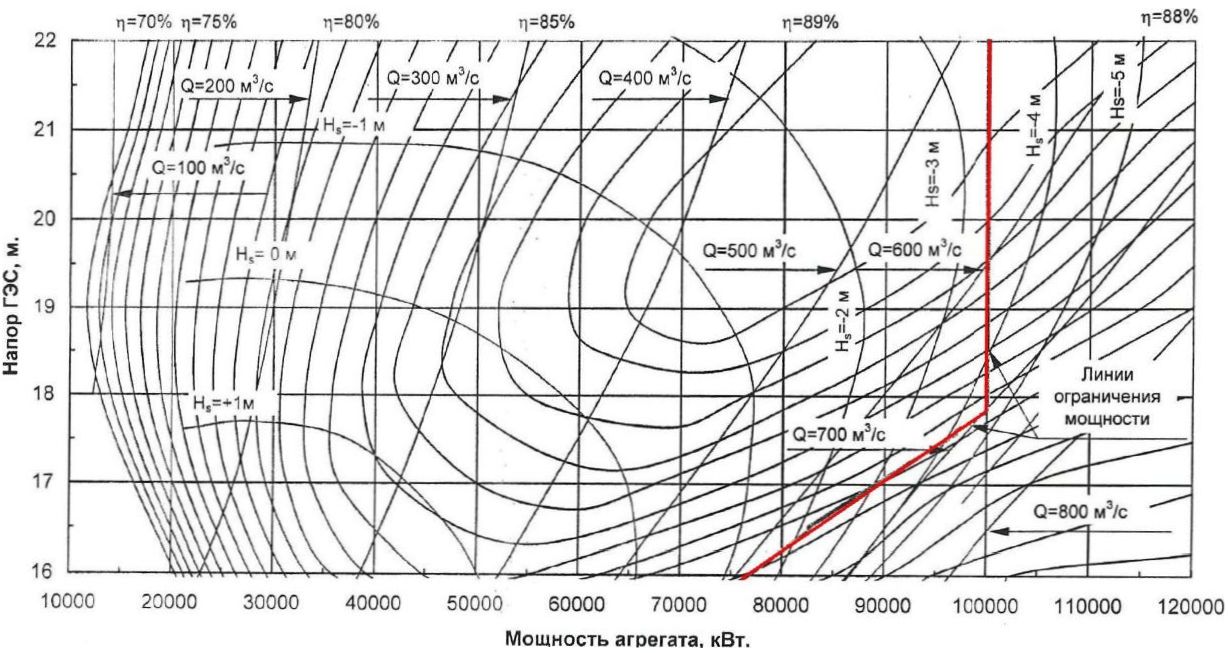 η=70% η=75% η=80% η=85% η=89% η=88%
22
21
20
19
18
17
16
Напор ГЭС, м.
Q=200 м³/с
Q=300 м³/с
Q=400 м³/с
Hs=-5 м
Hs=-4 м
Hs=-1 м
Q=100 м³/с
Hs=-3 м
Hs= 0 м
Q=500 м³/с
Q=600 м³/с
Hs=-2 м
Линии
ограничения
мощности
Hs=+1м
Q=700 м³/с
Q=800 м³/с
10000 20000 30000 40000 50000 60000 70000 80000 90000 100000 110000 120000
Мощность агрегата, кВт.